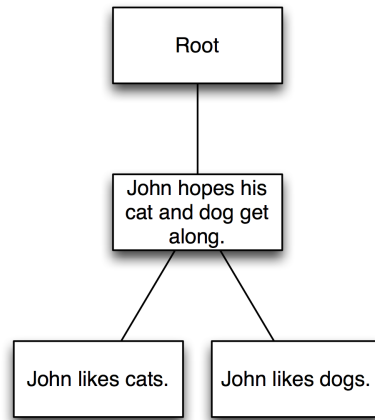 Root
John hopes his
cat and dog get
along.
John likes cats.
John likes dogs.